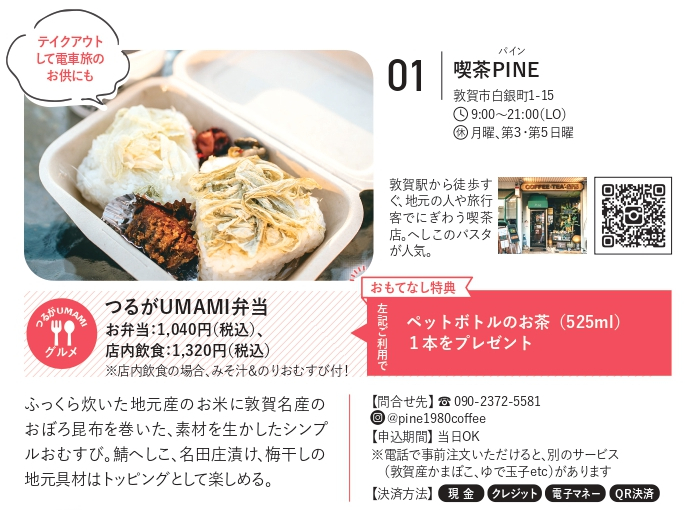 テイクアウト
して電車旅の
お供にも
01
パイン
喫茶PINE
敦賀市白銀町1-15
9:00〜21:00(LO)
休 月曜、第3・第5日曜
敦賀駅から徒歩す
ぐ、地元の人や旅行
客でにぎわう喫茶
店。へしこのパスタ
が人気。
COFFEE・TEA・
つるがUMAMI
グルメ
つるがUMAMI弁当
お弁当:1,040円(税込)、
店内飲食:1,320円(税込)
※店内飲食の場合、みそ汁&のりおむすび付!
おもてなし特典
左記ご利用で
ペットボトルのお茶(525ml)
1本をプレゼント
ふっくら炊いた地元産のお米に敦賀名産の
おぼろ昆布を巻いた、素材を生かしたシンプ
ルおむすび。鯖へしこ、名田庄漬け、梅干しの
地元具材はトッピングとして楽しめる。
【問合せ先】☎090-2372-5581
@pine1980coffee
【申込期間】当日OK
※電話で事前注文いただけると、別のサービス
(敦賀産かまぼこ、ゆで玉子etc)があります
【決済方法】 現金 クレジット 電子マネー QR決済